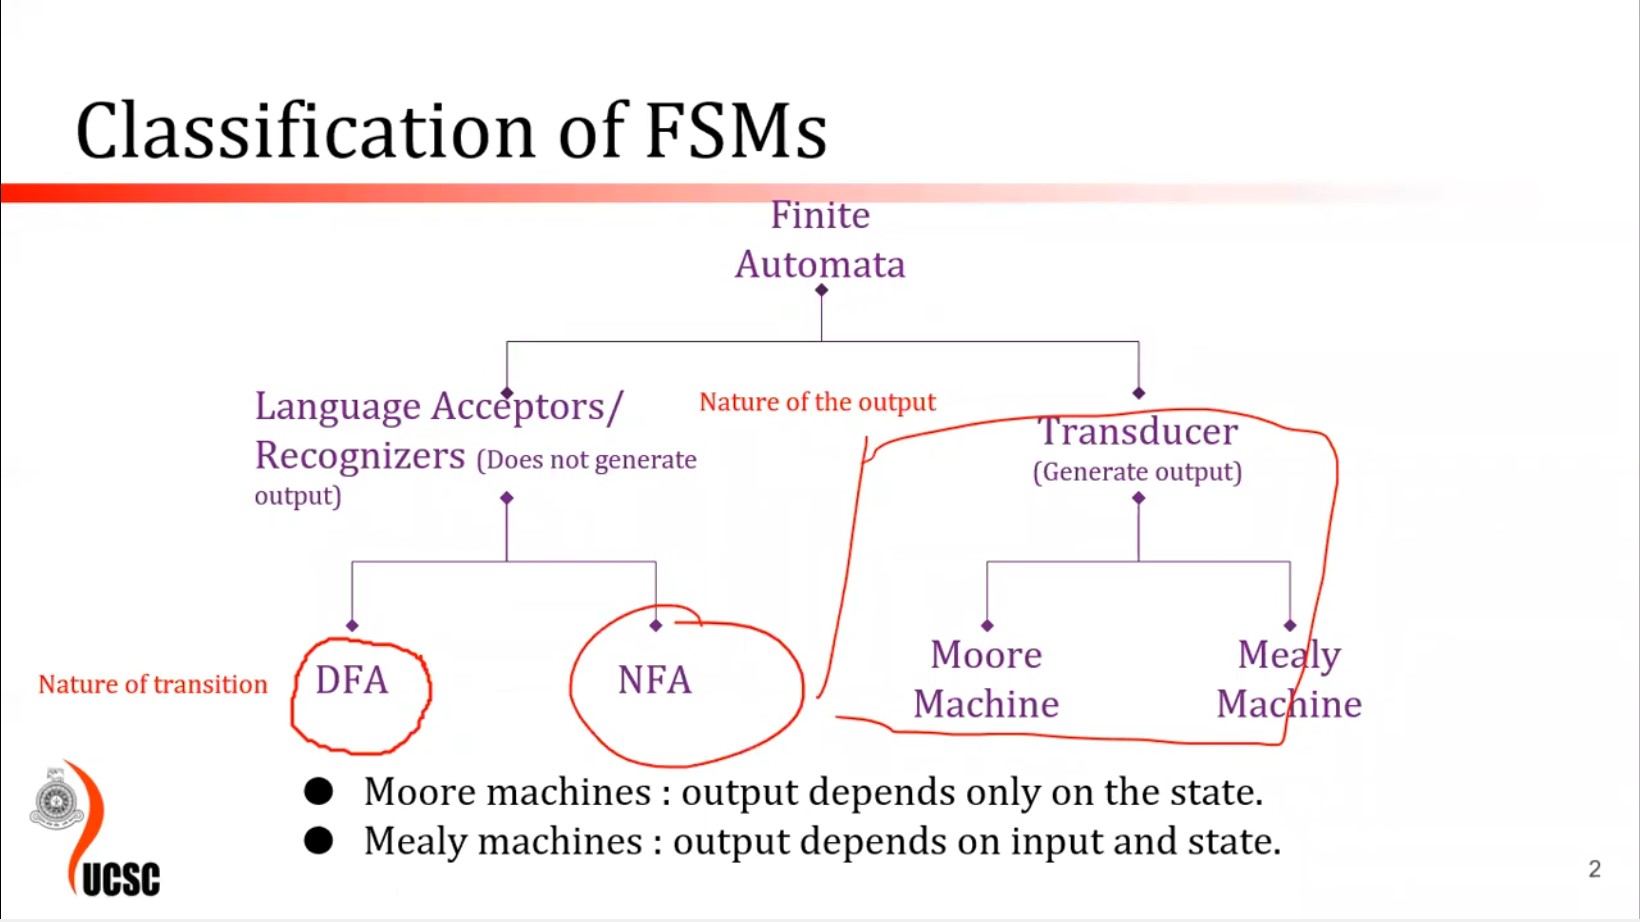 Classification of FSMs
Finite
Automata
Language Acceptors/
Recognizers (Does not generate
output)
Nature of the output
Transducer
(Generate output)
Nature of transition
DFA
NFA
Moore
Machine
Mealy
Machine
● Moore machines : output depends only on the state.
● Mealy machines : output depends on input and state.
UCSC
2